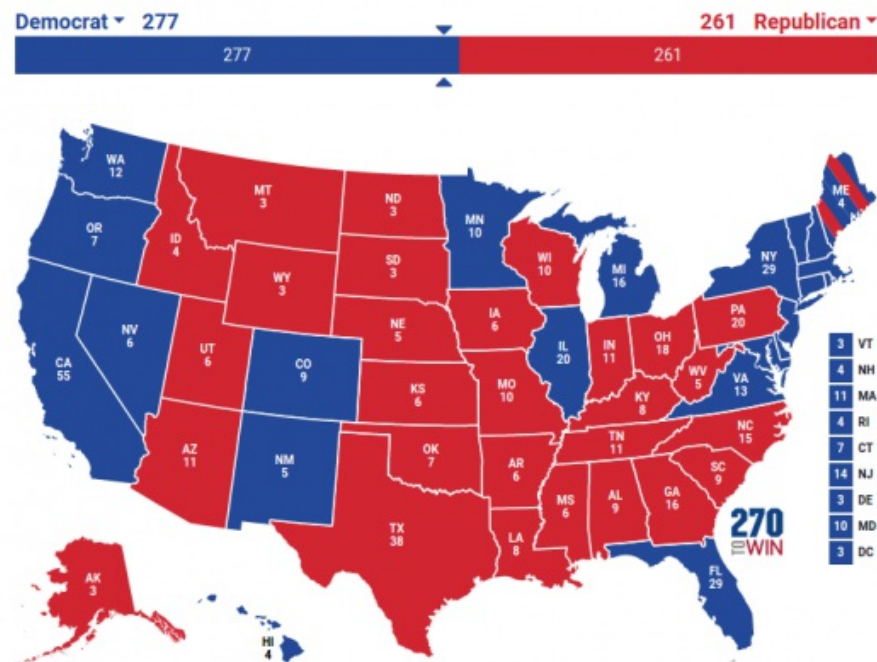 Democrat 277
261 Republican
277
261
WA
12
OR
7
CA
55
NV
6
ID
4
MT
3
WY
3
UT
6
AZ
11
CO
9
NM
5
ND
3
SD
3
NE
5
KS
6
OK
7
TX
38
MN
10
IA
6
MO
10
AR
6
LA
8
WI
10
IL
20
MI
16
IN
11
OH
18
KY
8
TN
11
MS
6
AL
9
GA
16
FL
29
SC
9
NC
15
VA
13
WV
5
PA
20
NY
29
ME
4
AK
3
HI
4
3 VT
4 NH
11 MA
4 RI
7 CT
14 NJ
3 DE
10 MD
3 DC
270
TO WIN